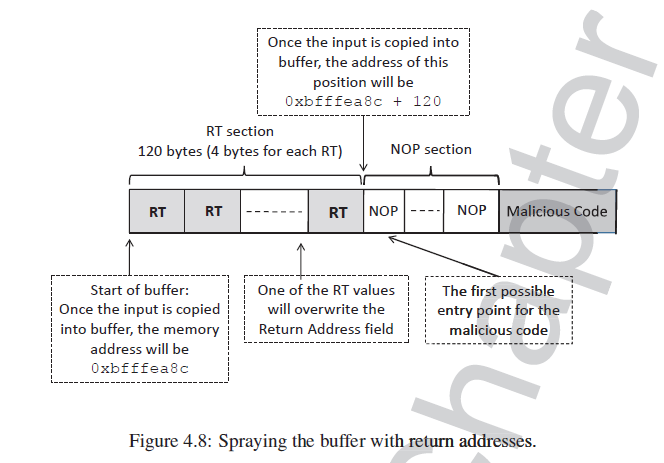 Once the input is copied into
buffer, the address of this
position will be
0xbfffea8c + 120
RT section
120 bytes (4 bytes for each RT)
NOP section
RT
RT
RT
NOP
NOP
Malicious Code
Start of buffer:
Once the input is copied
into buffer, the memory
address will be
0xbfffea8c
One of the RT values
will overwrite the
Return Address field
The first possible
entry point for the
malicious code
Figure 4.8: Spraying the buffer with return addresses.
Chapter